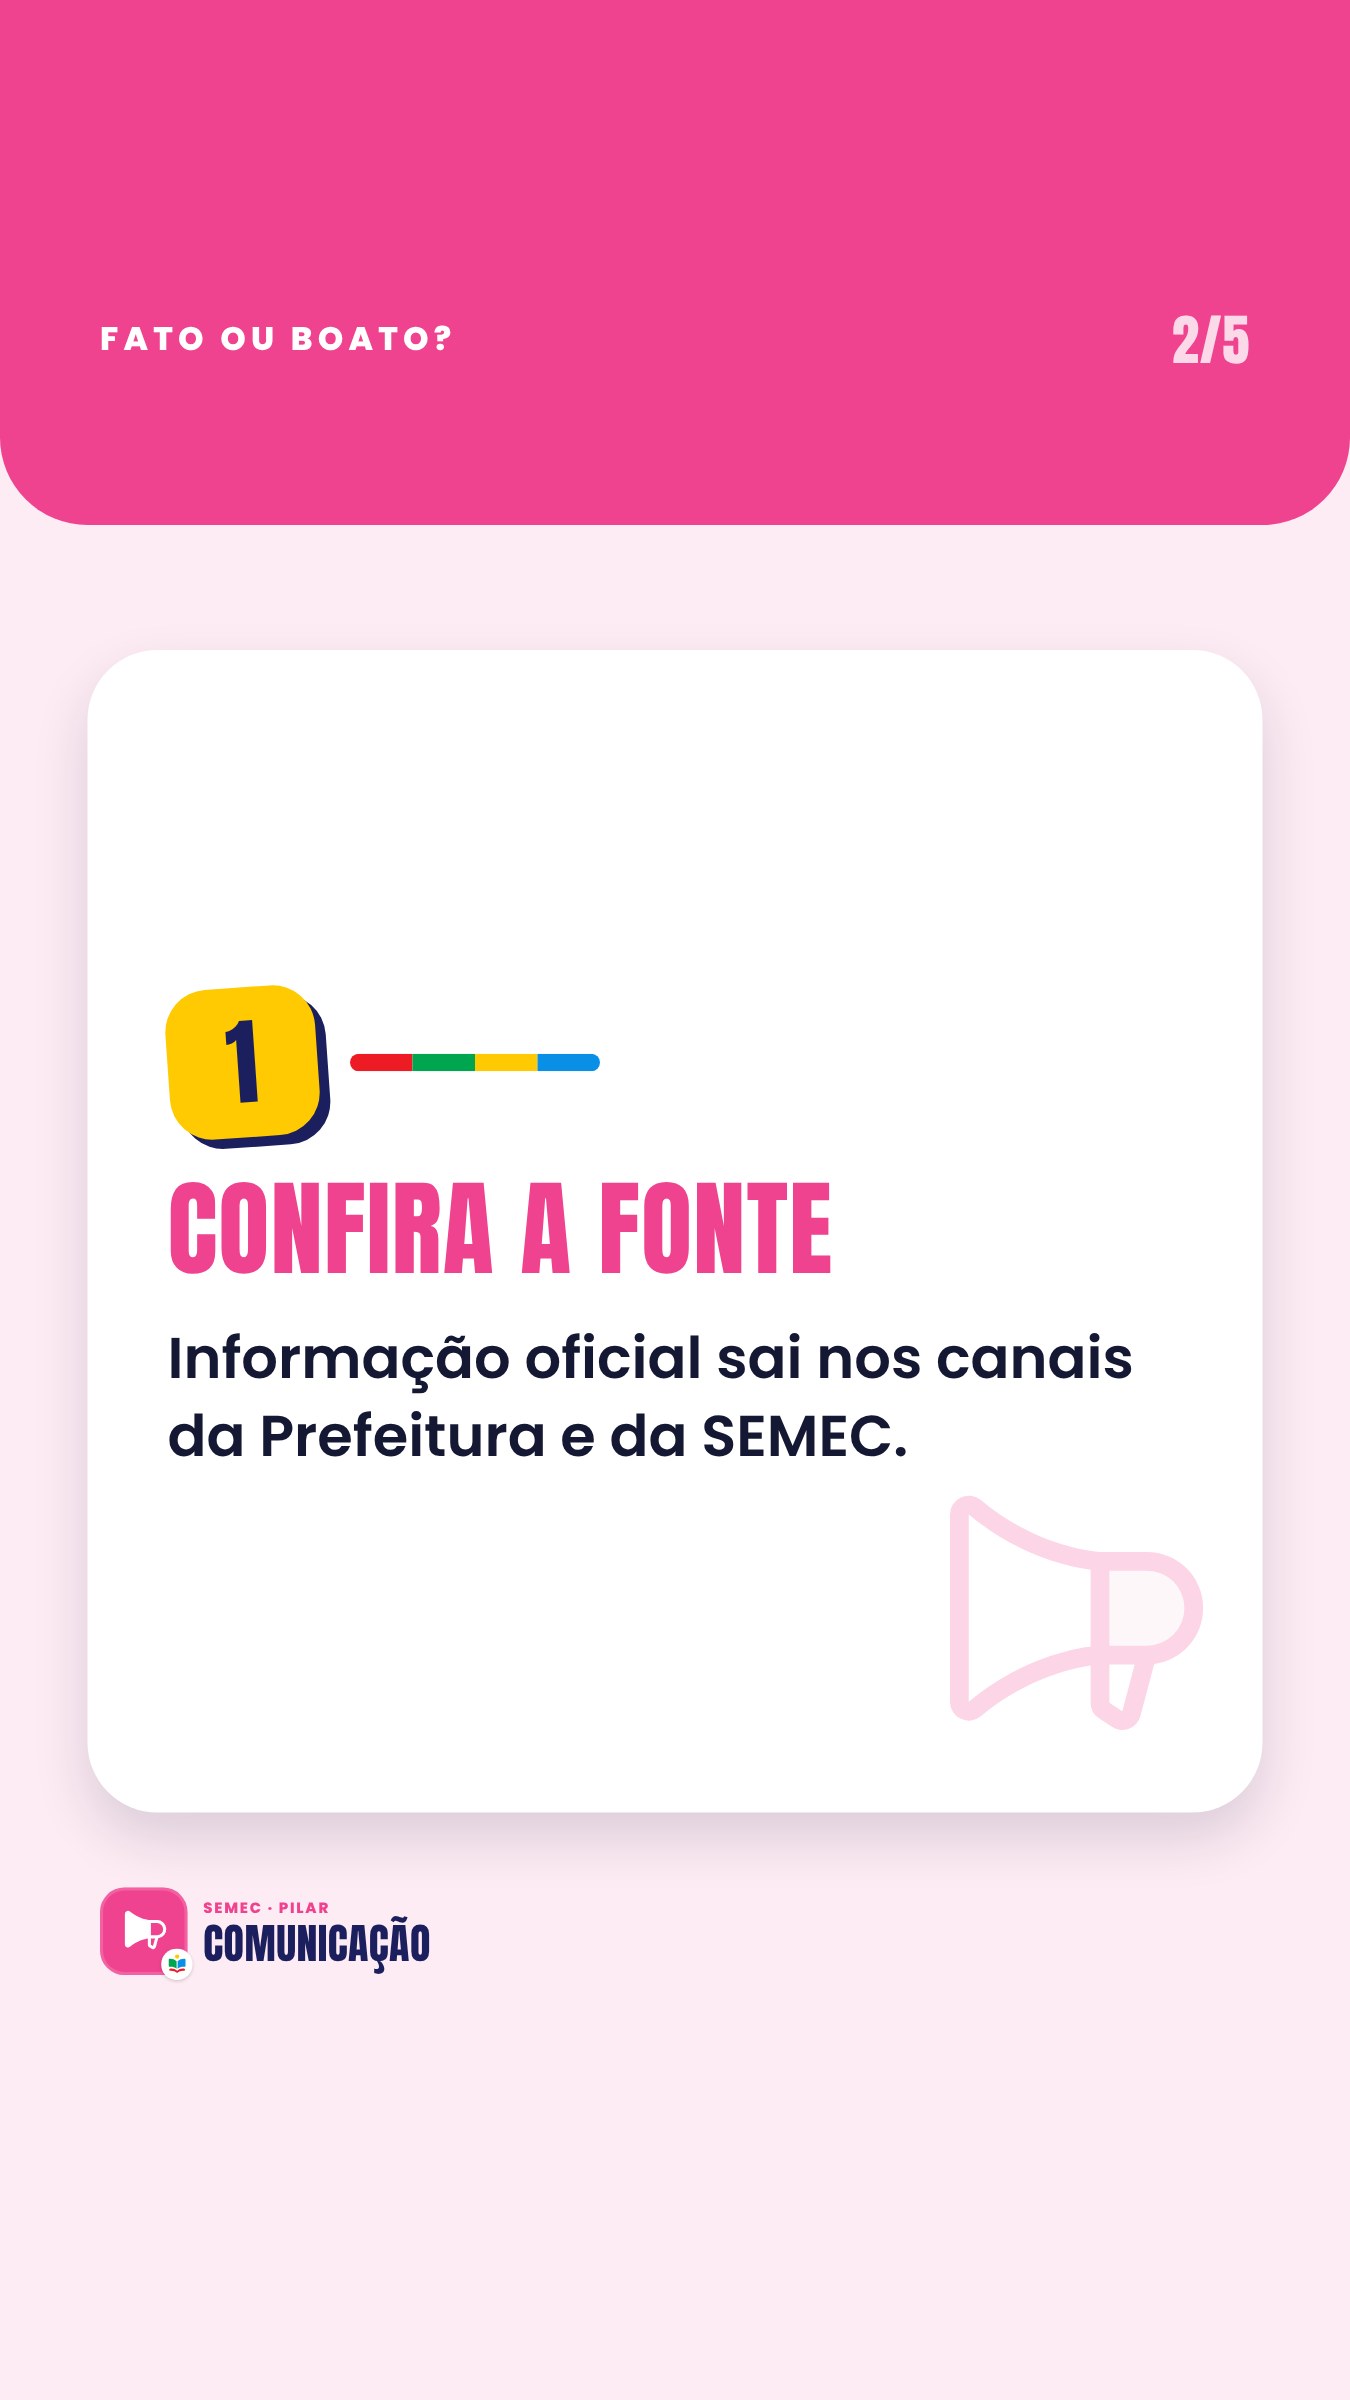 FATO OU BOATO?
2/5
1
CONFIRA A FONTE
Informação oficial sai nos canais
da Prefeitura e da SEMEC.
SEMEC · PILAR
COMUNICAÇÃO